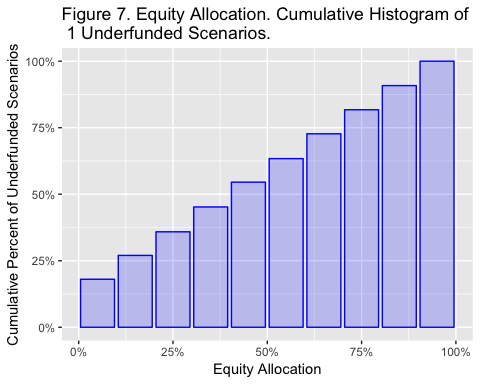 Figure 7. Equity Allocation. Cumulative Histogram of
1 Underfunded Scenarios.
Cumulative Percent of Underfunded Scenarios
100%
75%
50%
25%
0%
0% 25% 50% 75% 100%
Equity Allocation